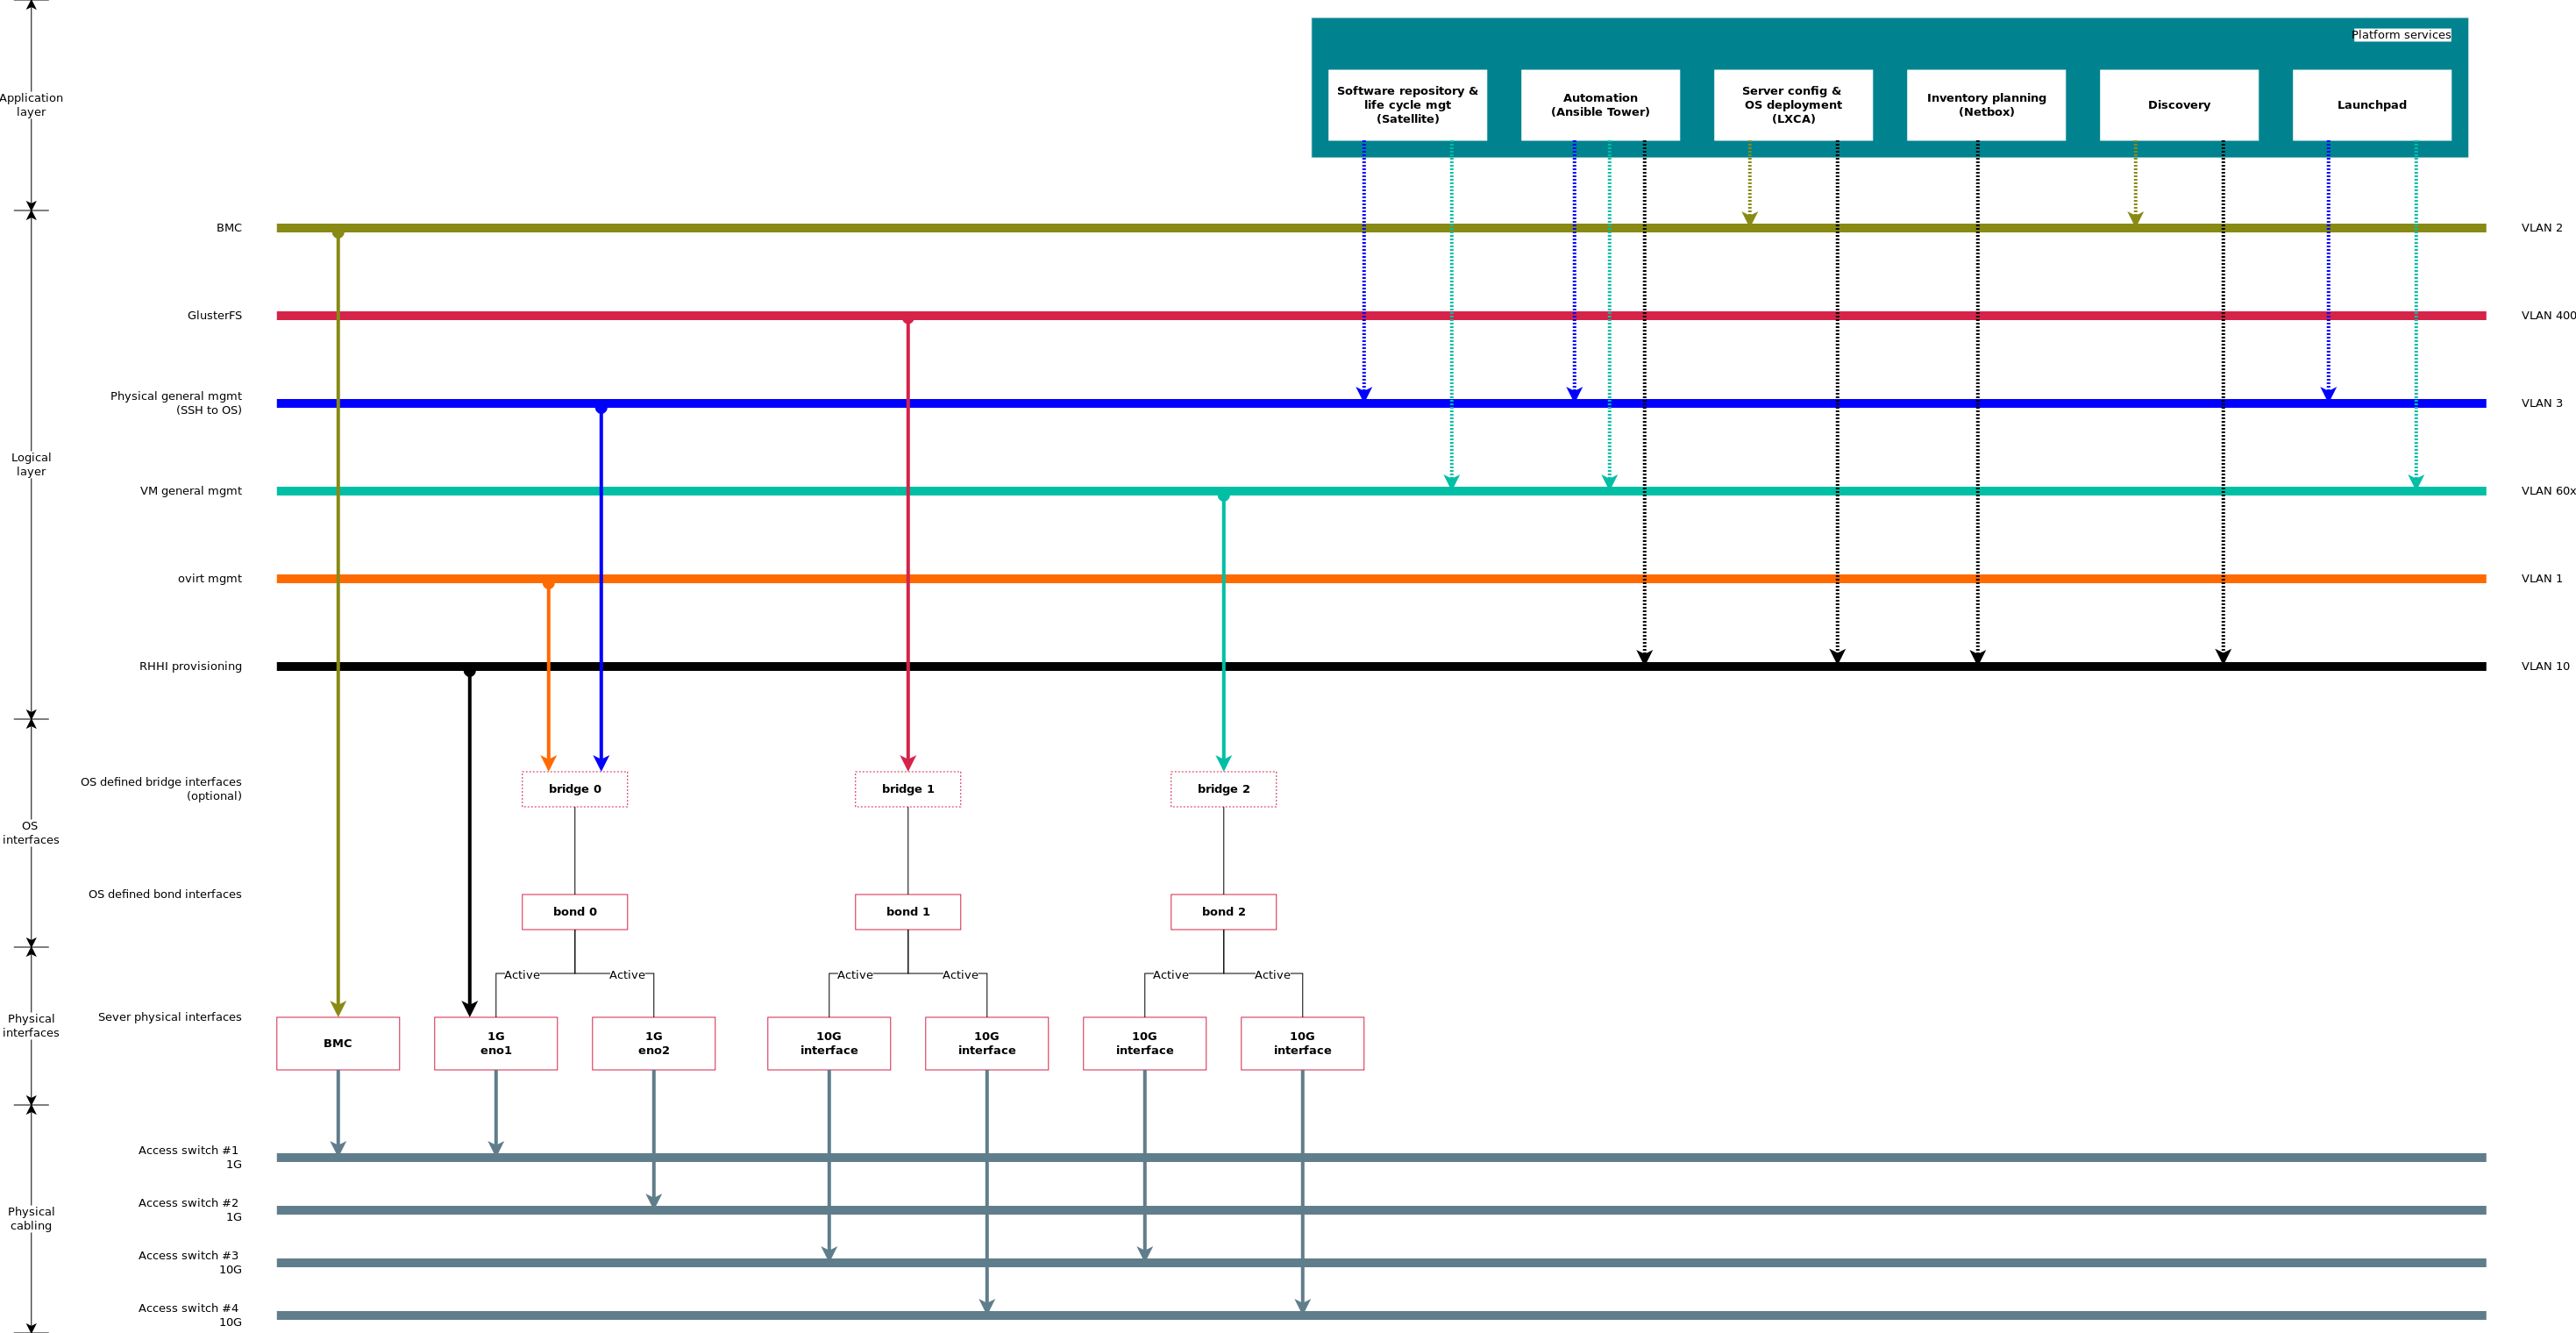 Platform services
Software repository &
life cycle mgt
(Satellite)
Automation
(Ansible Tower)
Server config &
OS deployment
(LXCA)
Inventory planning
(Netbox)
Discovery
Launchpad
Application
layer
BMC
VLAN 2
GlusterFS
VLAN 400
Physical general mgmt
(SSH to OS)
VLAN 3
Logical
layer
VM general mgmt
VLAN 60x
ovirt mgmt
VLAN 1
RHHI provisioning
VLAN 10
OS defined bridge interfaces
(optional)
bridge 0
bridge 1
bridge 2
OS
interfaces
OS defined bond interfaces
bond 0
bond 1
bond 2
Active
Active
Active
Active
Active
Active
Physical
interfaces
Sever physical interfaces
BMC
1G
eno1
1G
eno2
10G
interface
10G
interface
10G
interface
10G
interface
Access switch #1
1G
Access switch #2
1G
Physical
cabling
Access switch #3
10G
Access switch #4
10G